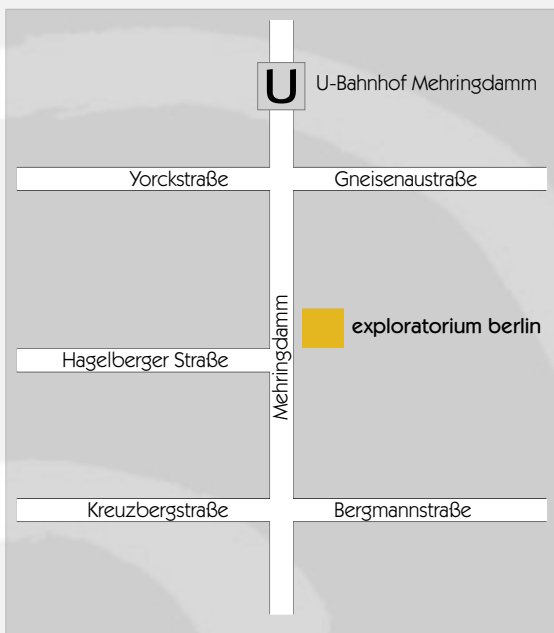 U
U-Bahnhof Mehringdamm
Yorckstraße
Gneisenaustraße
Mehringdamm
exploratorium berlin
Hagelberger Straße
Kreuzbergstraße
Bergmannstraße